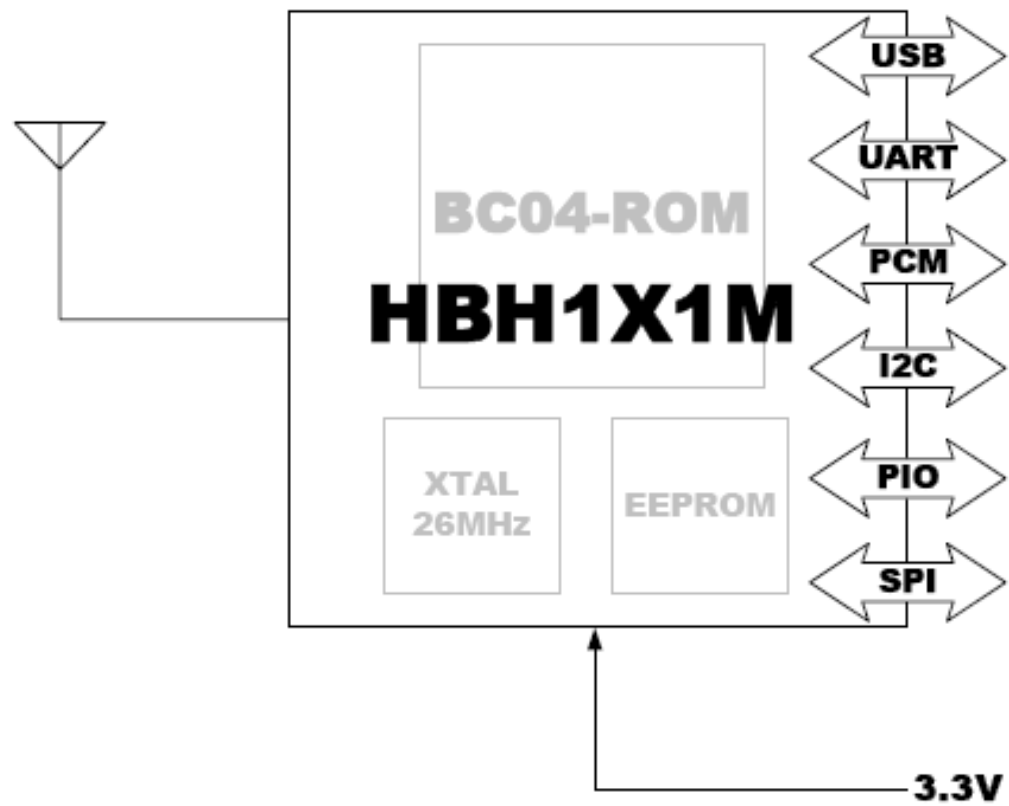 USB
UART
BC04-ROM
PCM
HBH1X1M
I2C
XTAL
26MHz
EEPROM
PIO
SPI
3.3V